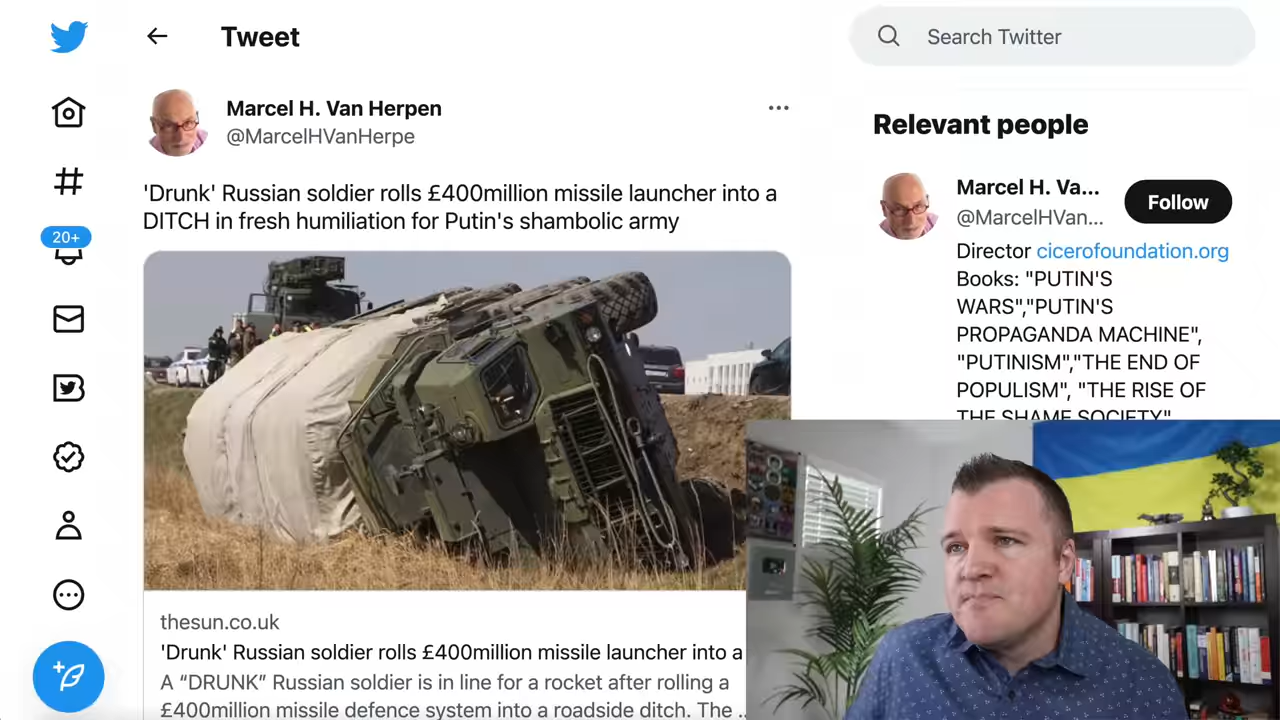 Tweet
Search Twitter
Marcel H. Van Herpen
@MarcelHVanHerpe
'Drunk' Russian soldier rolls £400million missile launcher into a
DITCH in fresh humiliation for Putin's shambolic army
20+
thesun.co.uk
'Drunk' Russian soldier rolls £400million missile launcher into a
A “DRUNK” Russian soldier is in line for a rocket after rolling a
£400million missile defence system into a roadside ditch. The ..
Relevant people
Marcel H. Va...
@MarcelHVan...
Follow
Director cicerofoundation.org
Books: "PUTIN'S
WARS","PUTIN'S
PROPAGANDA MACHINE",
"PUTINISM","THE END OF
POPULISM", "THE RISE OF
THE SHAME SOCIETY"